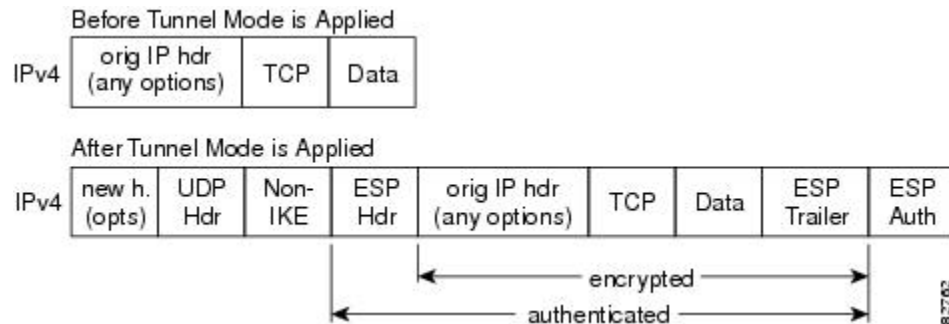 Before Tunnel Mode is Applied
IPv4 orig IP hdr (any options) TCP Data
After Tunnel Mode is Applied
IPv4 new h. (opts) UDP Hdr Non-IKE ESP Hdr orig IP hdr (any options) TCP Data ESP Trailer ESP Auth
encrypted
authenticated